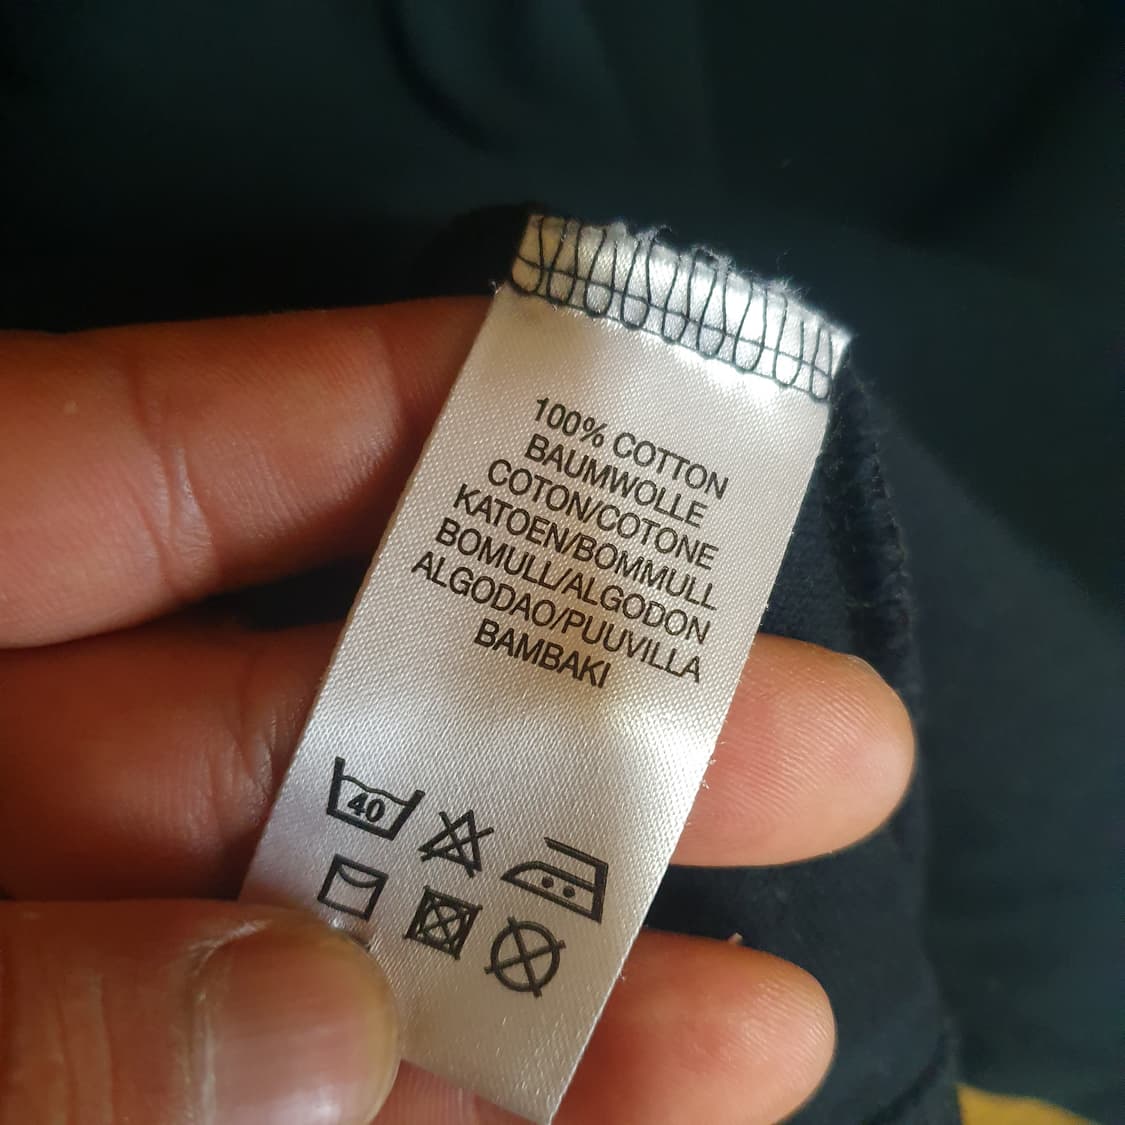 100% COTTON
BAUMWOLLE
COTON/COTONE
KATOEN/BOMMULL
BOMULL/ALGODON
ALGODAO/PUUVILLA
BAMBAKI
40